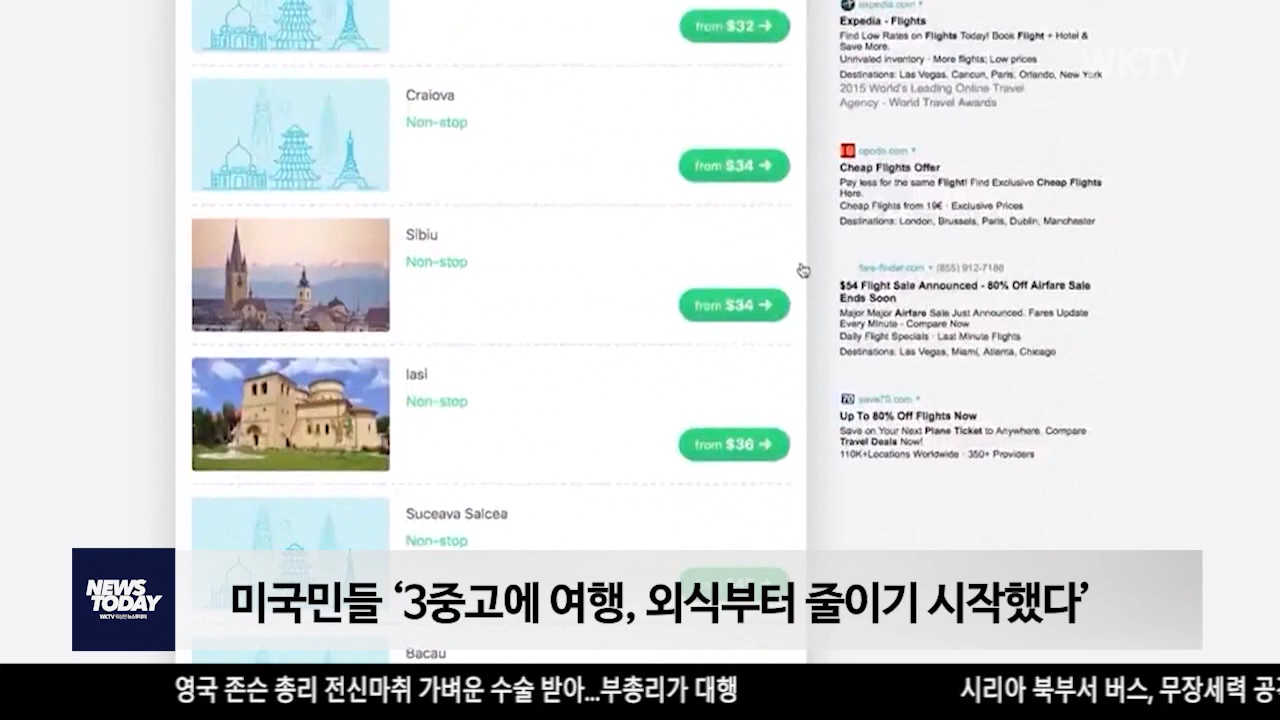 from $32 →
Craiova
Non-stop
from $34 →
Sibiu
Non-stop
from $34 →
Iasi
Non-stop
from $36 →
Suceava Salcea
Non-stop
Bacau
expedia.com
Expedia - Flights
Find Low Rates on Flights Today! Book Flight + Hotel &
Save More.
Unrivaled inventory · More flights; Low prices
Destinations: Las Vegas, Cancun, Paris, Orlando, New York
2015 World's Leading Online Travel
Agency - World Travel Awards
WKTV
opodo.com
Cheap Flights Offer
Pay less for the same Flight! Find Exclusive Cheap Flights
Here.
Cheap Flights from 19€ · Exclusive Prices
Destinations: London, Brussels, Paris, Dublin, Manchester
fare-finder.com (855) 912-7186
$54 Flight Sale Announced - 80% Off Airfare Sale
Ends Soon
Major Major Airfare Sale Just Announced. Fares Update
Every Minute - Compare Now
Daily Flight Specials · Last Minute Flights
Destinations: Las Vegas, Miami, Atlanta, Chicago
70 save70.com
Up To 80% Off Flights Now
Save on Your Next Plane Ticket to Anywhere. Compare
Travel Deals Now!
110K+Locations Worldwide · 350+ Providers
NEWS
TODAY
미국민들 ‘3중고에 여행, 외식부터 줄이기 시작했다’
영국 존슨 총리 전신마취 가벼운 수술 받아...부총리가 대행
시리아 북부서 버스, 무장세력